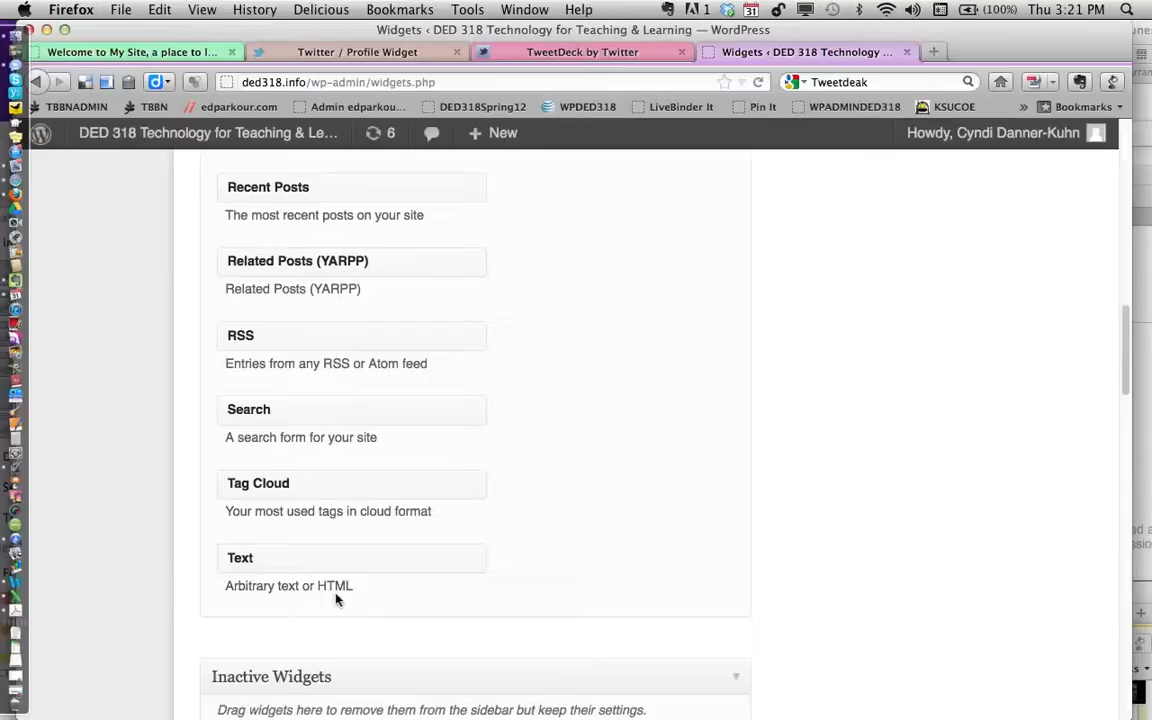 Firefox File Edit View History Delicious Bookmarks Tools Window Help 1 31 (100%) Thu 3:21 PM
Widgets ‹ DED 318 Technology for Teaching & Learning — WordPress
Welcome to My Site, a place to l... Twitter / Profile Widget TweetDeck by Twitter Widgets ‹ DED 318 Technology ...
ded318.info/wp-admin/widgets.php Tweetdeak
TBBNADMIN TBBN edparkour.com Admin edparkou... DED318Spring12 WPDED318 LiveBinder It Pin It WPADMINDED318 KSUCOE » Bookmarks
DED 318 Technology for Teaching & Le... 6 New Howdy, Cyndi Danner-Kuhn
Recent Posts
The most recent posts on your site
Related Posts (YARPP)
Related Posts (YARPP)
RSS
Entries from any RSS or Atom feed
Search
A search form for your site
Tag Cloud
Your most used tags in cloud format
Text
Arbitrary text or HTML
Inactive Widgets
Drag widgets here to remove them from the sidebar but keep their settings.